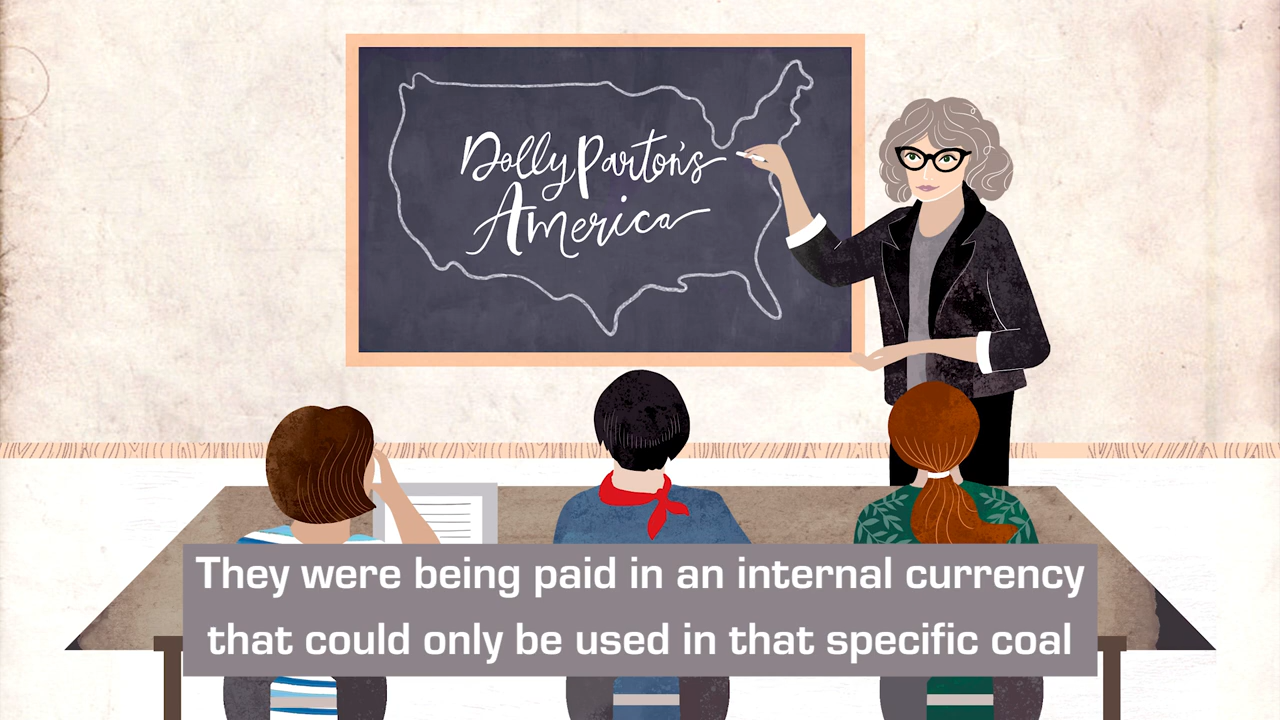 Dolly Parton's
America
They were being paid in an internal currency
that could only be used in that specific coal